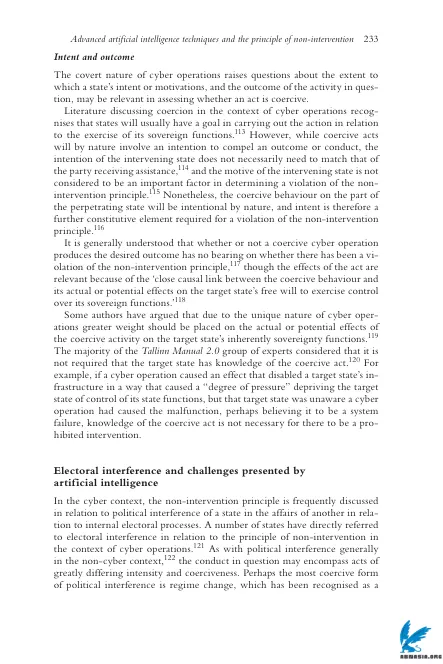 Advanced artificial intelligence techniques and the principle of non-intervention 233
Intent and outcome
The covert nature of cyber operations raises questions about the extent to
which a state's intent or motivations, and the outcome of the activity in ques-
tion, may be relevant in assessing whether an act is coercive.
Literature discussing coercion in the context of cyber operations recog-
nises that states will usually have a goal in carrying out the action in relation
to the exercise of its sovereign functions.113 However, while coercive acts
will by nature involve an intention to compel an outcome or conduct, the
intention of the intervening state does not necessarily need to match that of
the party receiving assistance,114 and the motive of the intervening state is not
considered to be an important factor in determining a violation of the non-
intervention principle.115 Nonetheless, the coercive behaviour on the part of
the perpetrating state will be intentional by nature, and intent is therefore a
further constitutive element required for a violation of the non-intervention
principle.116
It is generally understood that whether or not a coercive cyber operation
produces the desired outcome has no bearing on whether there has been a vi-
olation of the non-intervention principle,117 though the effects of the act are
relevant because of the 'close causal link between the coercive behaviour and
its actual or potential effects on the target state's free will to exercise control
over its sovereign functions.'118
Some authors have argued that due to the unique nature of cyber oper-
ations greater weight should be placed on the actual or potential effects of
the coercive activity on the target state's inherently sovereignty functions.119
The majority of the Tallinn Manual 2.0 group of experts considered that it is
not required that the target state has knowledge of the coercive act.120 For
example, if a cyber operation caused an effect that disabled a target state's in-
frastructure in a way that caused a "degree of pressure" depriving the target
state of control of its state functions, but that target state was unaware a cyber
operation had caused the malfunction, perhaps believing it to be a system
failure, knowledge of the coercive act is not necessary for there to be a pro-
hibited intervention.
Electoral interference and challenges presented by
artificial intelligence
In the cyber context, the non-intervention principle is frequently discussed
in relation to political interference of a state in the affairs of another in rela-
tion to internal electoral processes. A number of states have directly referred
to electoral interference in relation to the principle of non-intervention in
the context of cyber operations.121 As with political interference generally
in the non-cyber context,122 the conduct in question may encompass acts of
greatly differing intensity and coerciveness. Perhaps the most coercive form
of political interference is regime change, which has been recognised as a